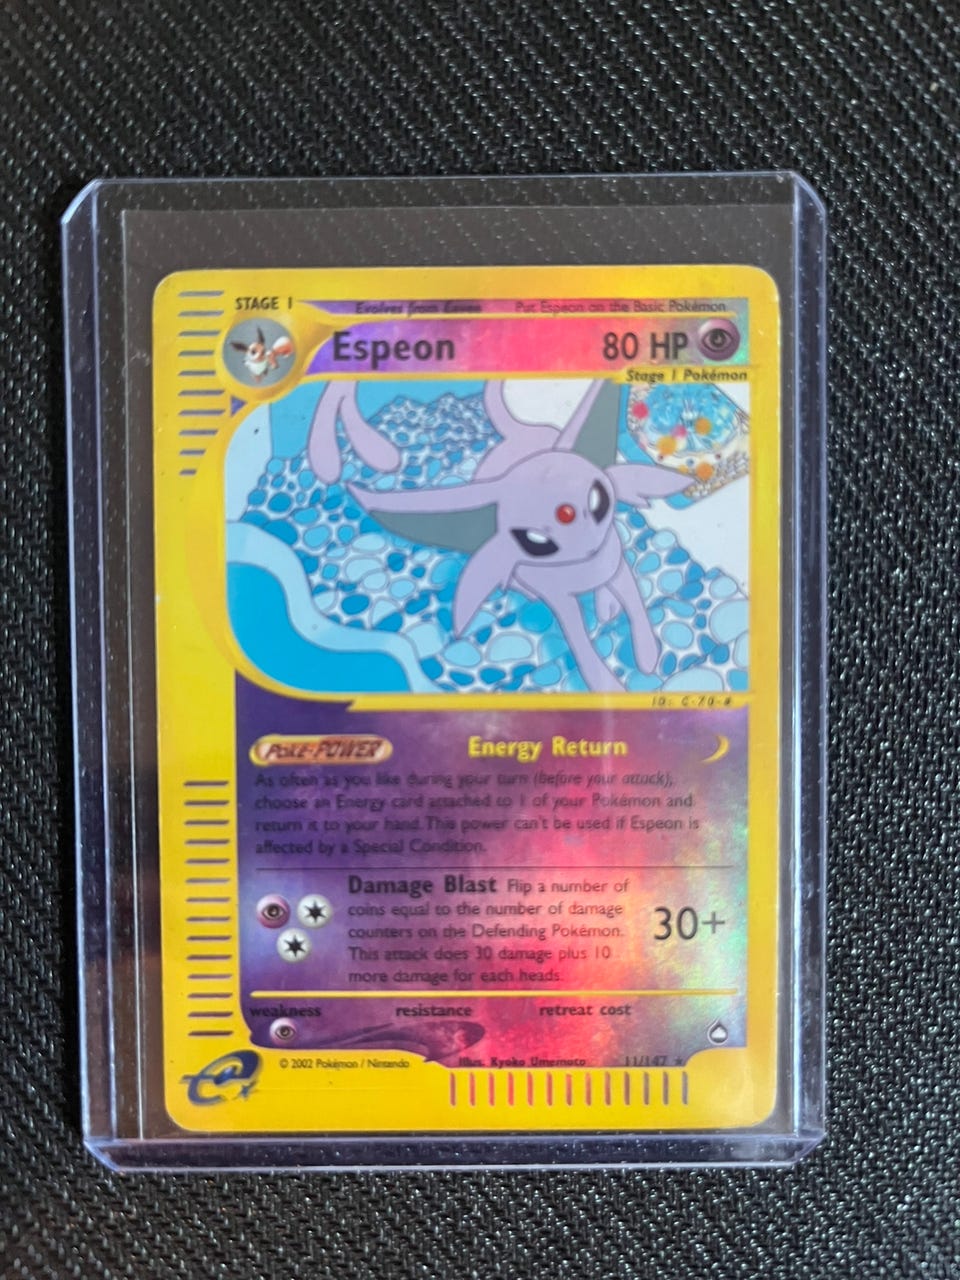 STAGE 1 Evolves from Eevee Put Espeon on the Basic Pokémon
Espeon 80 HP
Stage 1 Pokémon
Poké-POWER Energy Return
As often as you like during your turn (before your attack),
choose an Energy card attached to 1 of your Pokémon and
return it to your hand. This power can't be used if Espeon is
affected by a Special Condition.
Damage Blast Flip a number of
coins equal to the number of damage
counters on the Defending Pokémon.
This attack does 30 damage plus 10
more damage for each heads.
30+
weakness resistance retreat cost
© 2002 Pokémon / Nintendo Illus. Kyoko Umemoto 11/147 ★
e